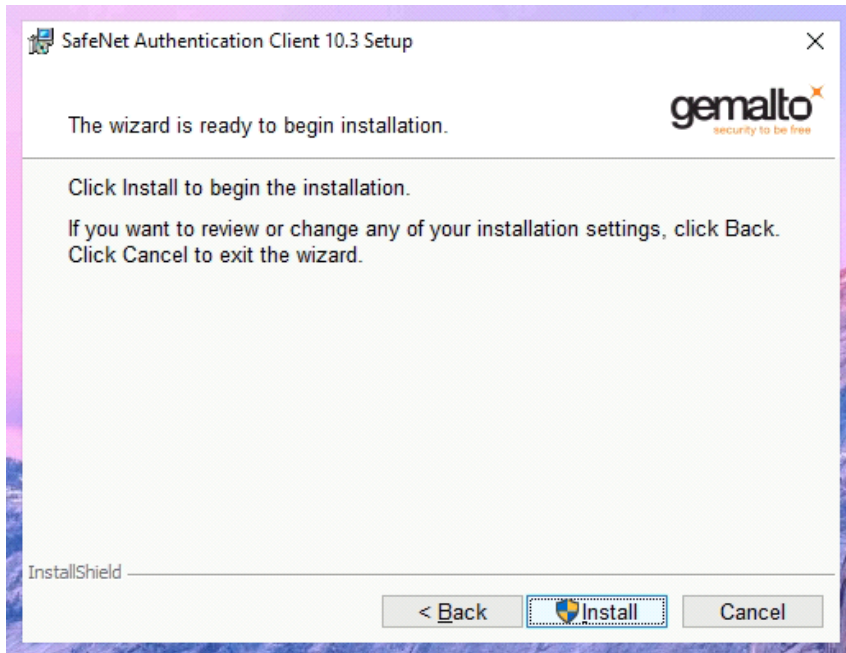 SafeNet Authentication Client 10.3 Setup
gemalto
security to be free
The wizard is ready to begin installation.
Click Install to begin the installation.
If you want to review or change any of your installation settings, click Back.
Click Cancel to exit the wizard.
InstallShield
< Back
Install
Cancel